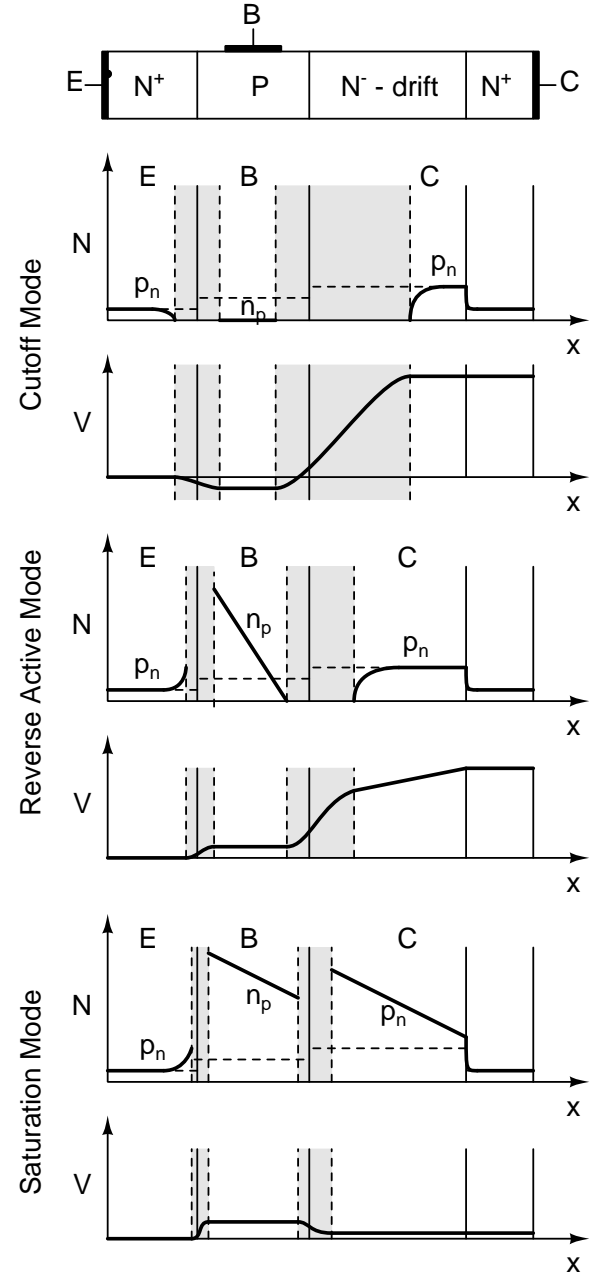 B
E N⁺ P N⁻ - drift N⁺ C
Cutoff Mode
E B C
N
pₙ nₚ pₙ
x
V
x
Reverse Active Mode
E B C
N
pₙ nₚ pₙ
x
V
x
Saturation Mode
E B C
N
pₙ nₚ pₙ
x
V
x